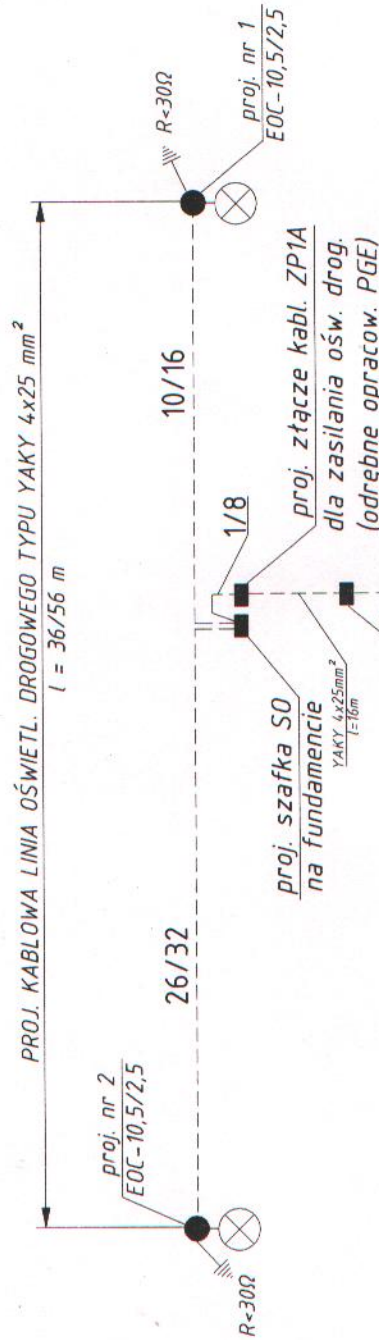 PROJ. KABLOWA LINIA OŚWIETL. DROGOWEGO TYPU YAKY 4x25 mm²
l = 36/56 m
proj. nr 2
EOC-10,5/2,5
R<30Ω
26/32
10/16
R<30Ω
proj. nr 1
EOC-10,5/2,5
1/8
proj. szafka SO
na fundamencie
YAKY 4x25mm²
l=16m
proj. złącze kabl. ZP1A
dla zasilania ośw. drog.
(odrębne opracow. PGE)